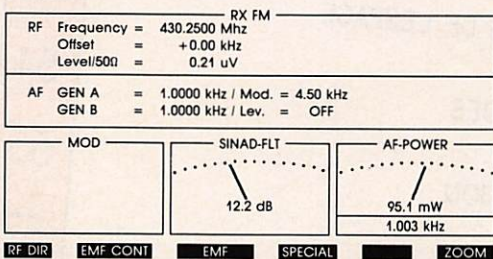 RX FM
RF Frequency = 430.2500 Mhz
Offset = +0.00 kHz
Level/50Ω = 0.21 uV
AF GEN A = 1.0000 kHz / Mod. = 4.50 kHz
GEN B = 1.0000 kHz / Lev. = OFF
MOD
SINAD-FLT
AF-POWER
12.2 dB
95.1 mW
1.003 kHz
RF DIR EMF CONT EMF SPECIAL ZOOM